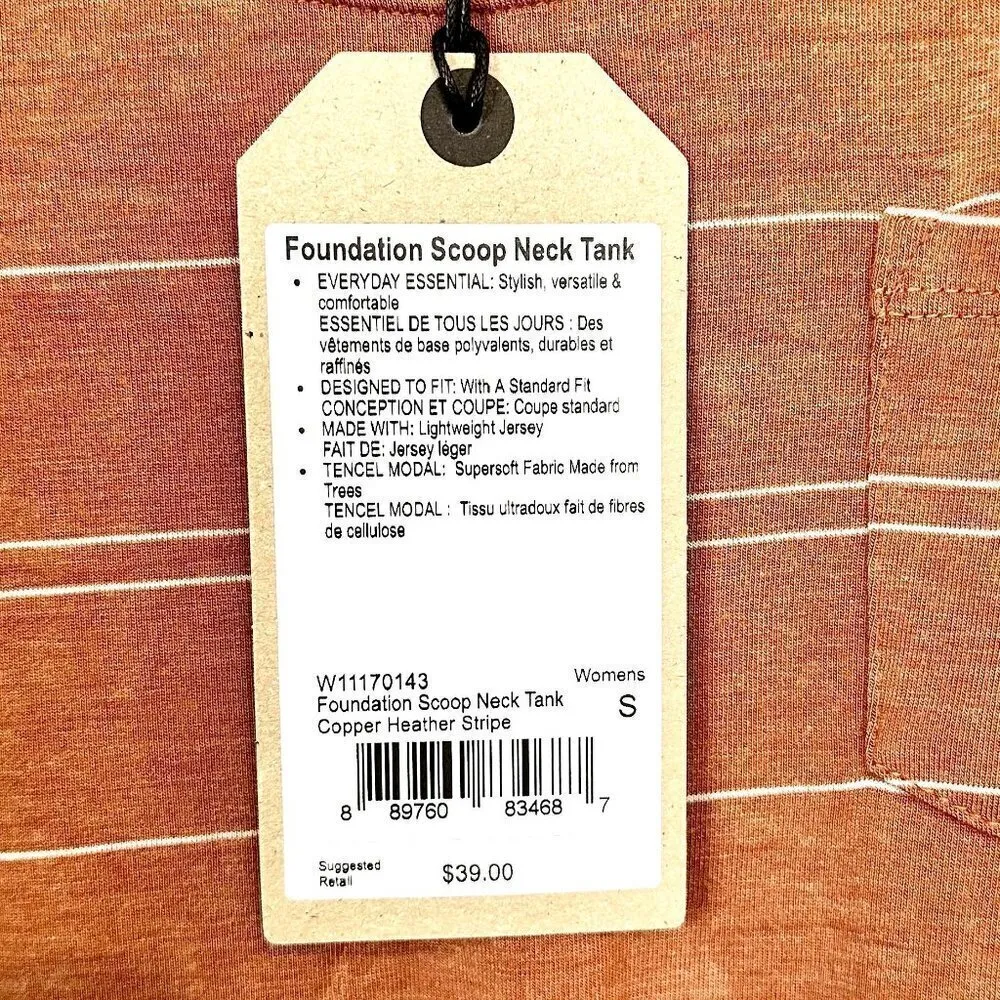 Foundation Scoop Neck Tank
• EVERYDAY ESSENTIAL: Stylish, versatile &
comfortable
ESSENTIEL DE TOUS LES JOURS : Des
vêtements de base polyvalents, durables et
raffinés
• DESIGNED TO FIT: With A Standard Fit
CONCEPTION ET COUPE: Coupe standard
• MADE WITH: Lightweight Jersey
FAIT DE: Jersey léger
• TENCEL MODAL: Supersoft Fabric Made from
Trees
TENCEL MODAL : Tissu ultradoux fait de fibres
de cellulose
W11170143 Womens
Foundation Scoop Neck Tank S
Copper Heather Stripe
8 89760 83468 7
Suggested
Retail $39.00